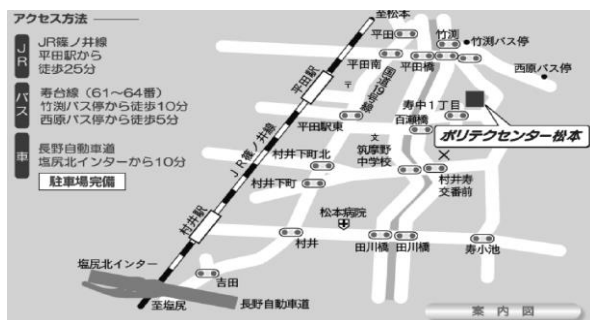 アクセス方法
JR
JR篠ノ井線
平田駅から
徒歩25分
バス
寿台線(61〜64番)
竹渕バス停から徒歩10分
西原バス停から徒歩5分
車
長野自動車道
塩尻北インターから10分
駐車場完備
至松本
平田
竹渕
竹渕バス停
平田南
平田橋
西原バス停
平田駅
〒
国道19号線
寿中1丁目
百瀬橋
平田駅東
ポリテクセンター松本
JR篠ノ井線
文
筑摩野
中学校
村井下町北
村井下町
村井寿
交番前
村井駅
松本病院
村井
田川橋
田川橋
寿小池
塩尻北インター
吉田
至塩尻
長野自動車道
案内図